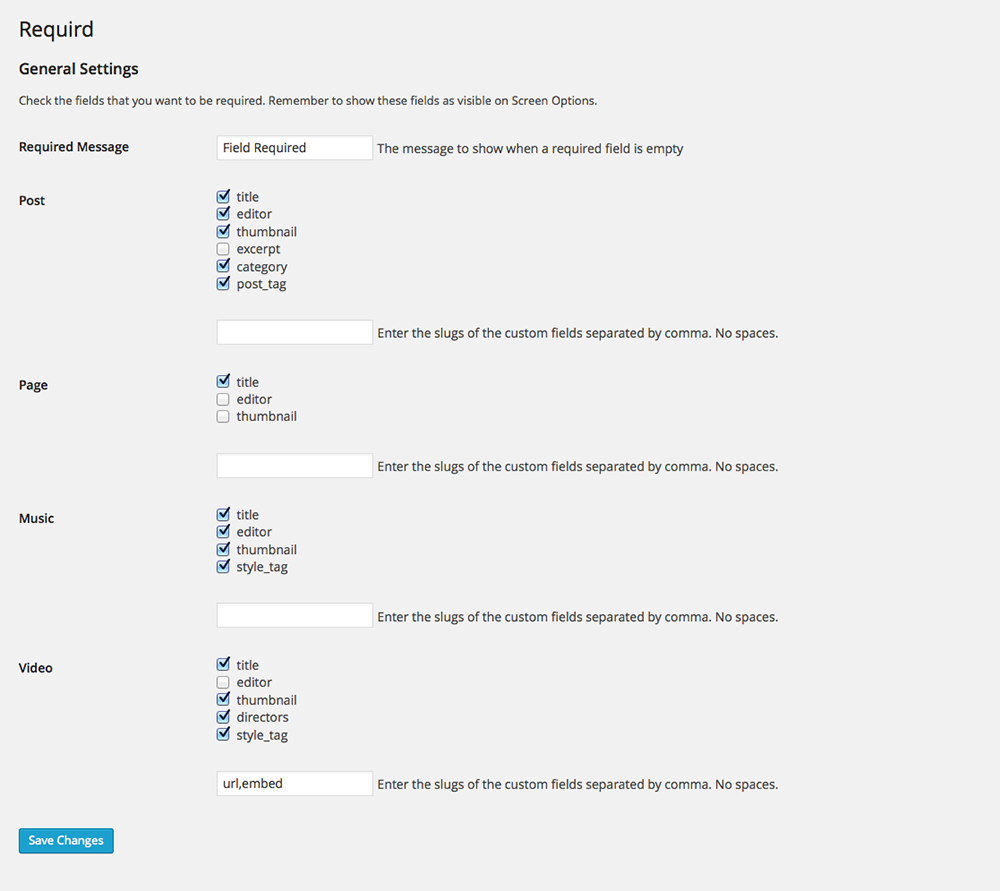 Requird
General Settings
Check the fields that you want to be required. Remember to show these fields as visible on Screen Options.
Required Message
Field Required
The message to show when a required field is empty
Post
title
editor
thumbnail
excerpt
category
post_tag
Enter the slugs of the custom fields separated by comma. No spaces.
Page
title
editor
thumbnail
Enter the slugs of the custom fields separated by comma. No spaces.
Music
title
editor
thumbnail
style_tag
Enter the slugs of the custom fields separated by comma. No spaces.
Video
title
editor
thumbnail
directors
style_tag
url,embed
Enter the slugs of the custom fields separated by comma. No spaces.
Save Changes